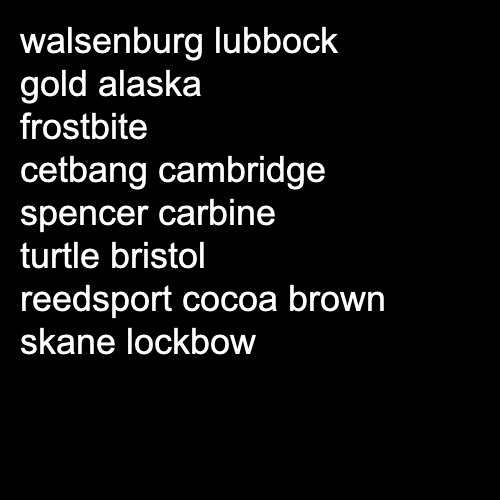 walsenburg lubbock
gold alaska
frostbite
cetbang cambridge
spencer carbine
turtle bristol
reedsport cocoa brown
skane lockbow